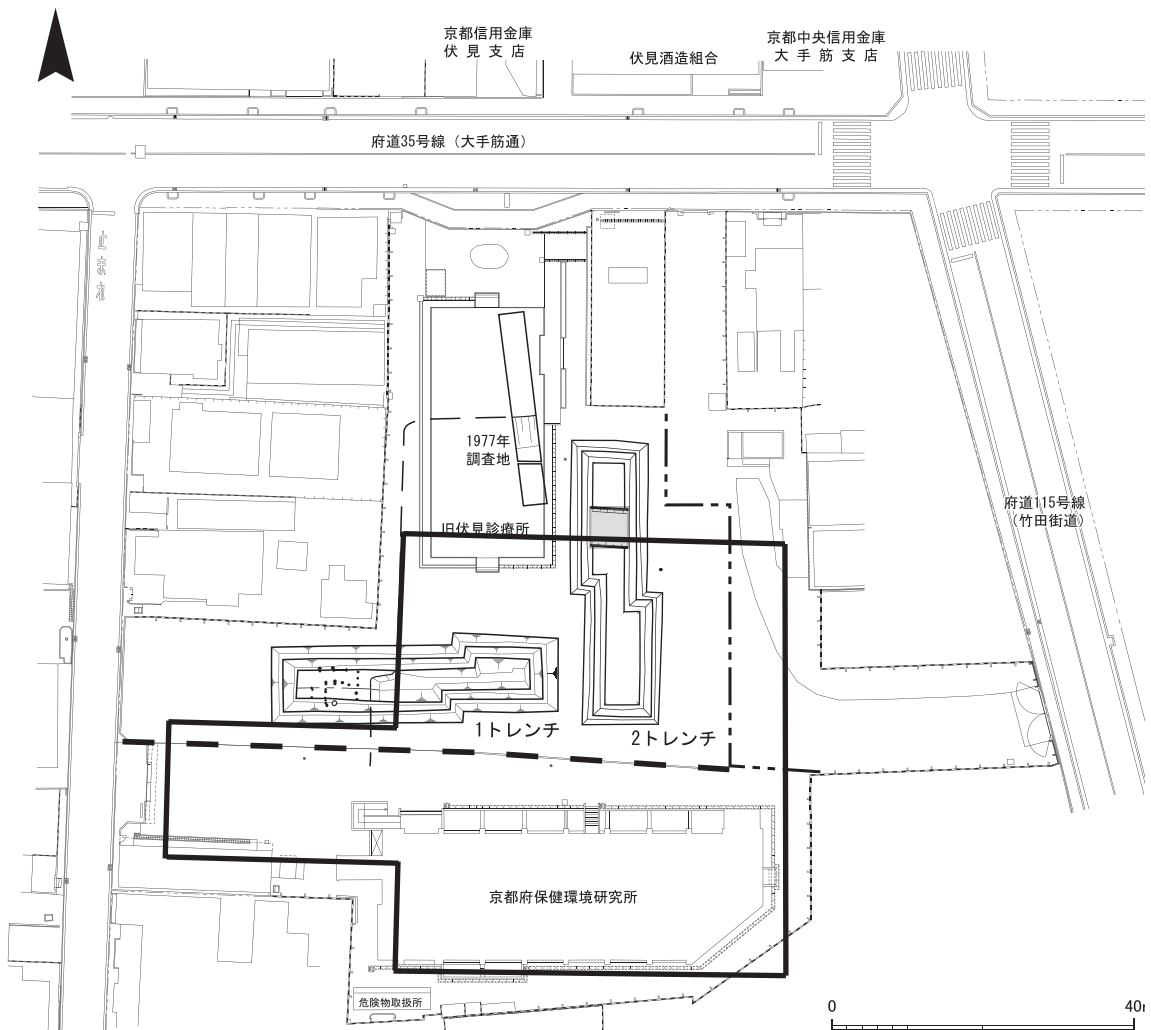 京都信用金庫
伏見支店
伏見酒造組合
京都中央信用金庫
大手筋支店
府道35号線（大手筋通）
1977年
調査地
旧伏見診療所
府道115号線
（竹田街道）
1トレンチ
2トレンチ
京都府保健環境研究所
危険物取扱所
0
40